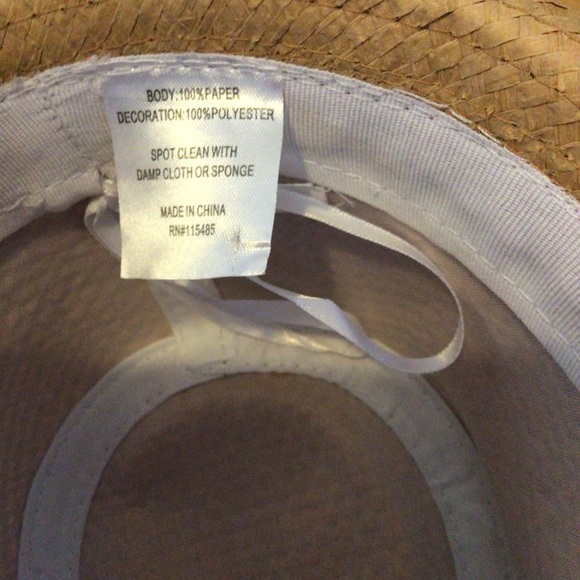 BODY:100%PAPER
DECORATION:100%POLYESTER
SPOT CLEAN WITH
DAMP CLOTH OR SPONGE
MADE IN CHINA
RN#115485